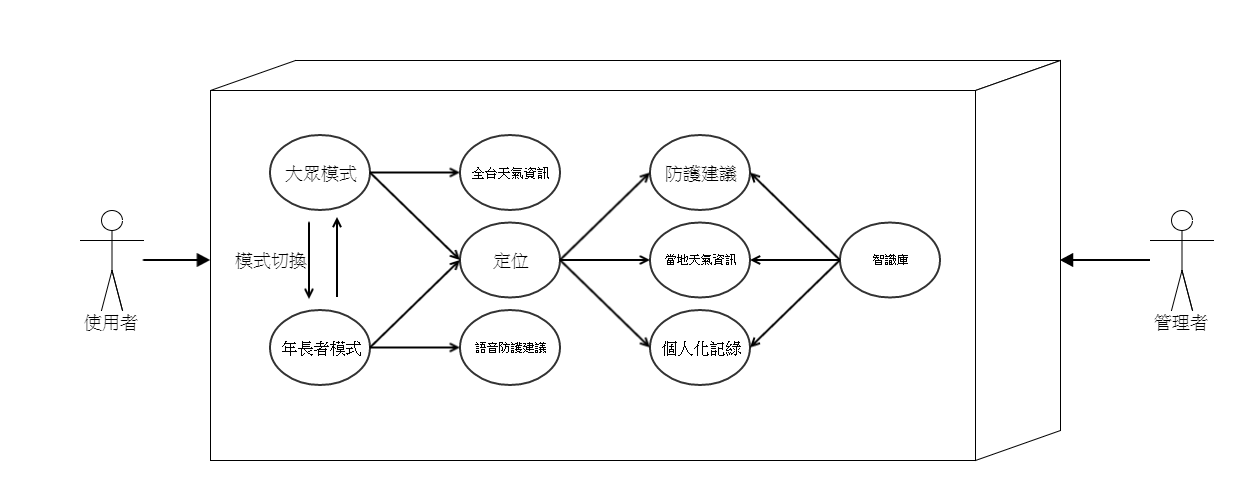 大眾模式
全台天氣資訊
防護建議
模式切換
定位
當地天氣資訊
智識庫
使用者
管理者
年長者模式
語音防護建議
個人化記錄